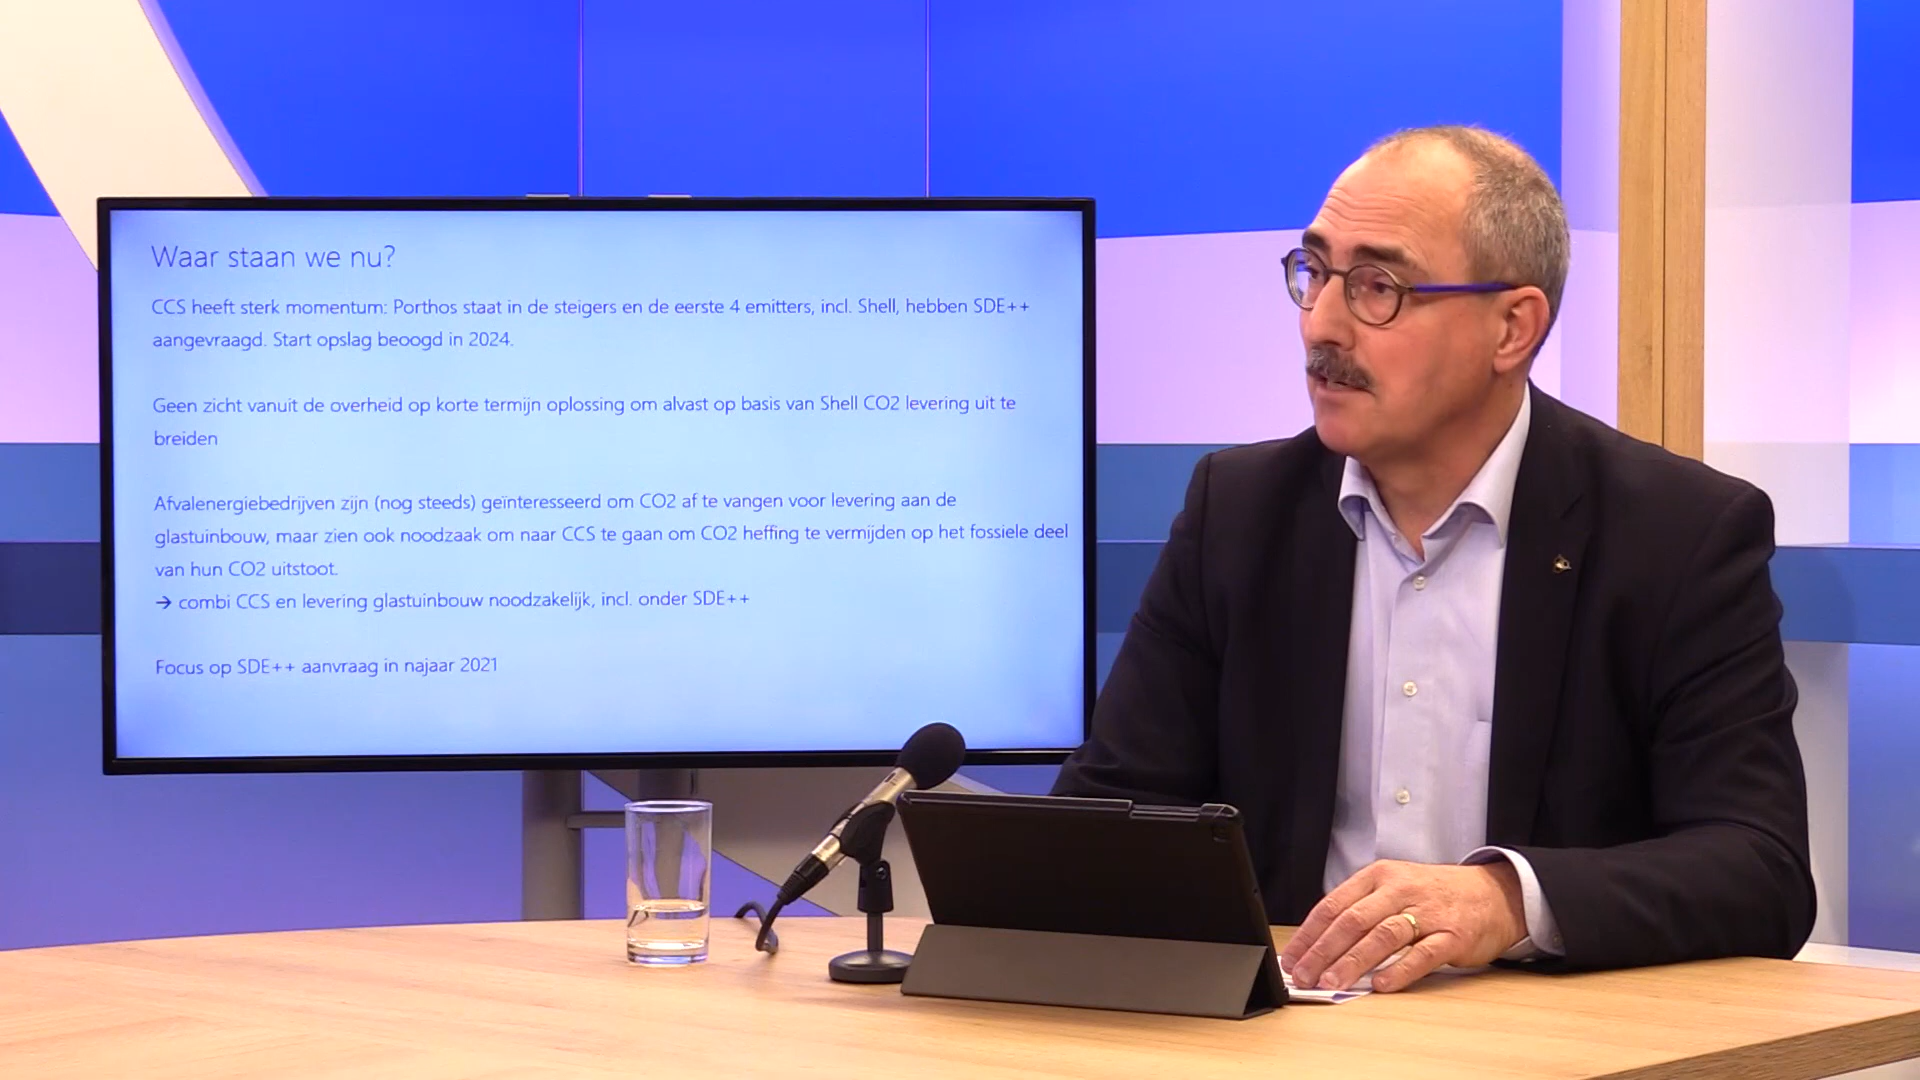 Waar staan we nu?
CCS heeft sterk momentum: Porthos staat in de steigers en de eerste 4 emitters, incl. Shell, hebben SDE++
aangevraagd. Start opslag beoogd in 2024.
Geen zicht vanuit de overheid op korte termijn oplossing om alvast op basis van Shell CO2 levering uit te
breiden
Afvalenergiebedrijven zijn (nog steeds) geïnteresseerd om CO2 af te vangen voor levering aan de
glastuinbouw, maar zien ook noodzaak om naar CCS te gaan om CO2 heffing te vermijden op het fossiele deel
van hun CO2 uitstoot.
→ combi CCS en levering glastuinbouw noodzakelijk, incl. onder SDE++
Focus op SDE++ aanvraag in najaar 2021